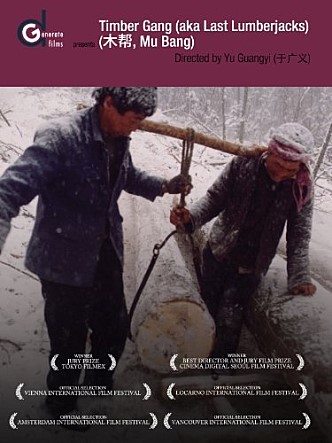 dGenerate
films
presents
Timber Gang (aka Last Lumberjacks)
(木帮, Mu Bang)
Directed by Yu Guangyi (于广义)
WINNER
JURY PRIZE
TOKYO FILMEX
WINNER
BEST DIRECTOR AND JURY FILM PRIZE
CINEMA DIGITAL SEOUL FILM FESTIVAL
OFFICIAL SELECTION
VIENNA INTERNATIONAL FILM FESTIVAL
OFFICIAL SELECTION
LOCARNO INTERNATIONAL FILM FESTIVAL
OFFICIAL SELECTION
AMSTERDAM INTERNATIONAL FILM FESTIVAL
OFFICIAL SELECTION
VANCOUVER INTERNATIONAL FILM FESTIVAL